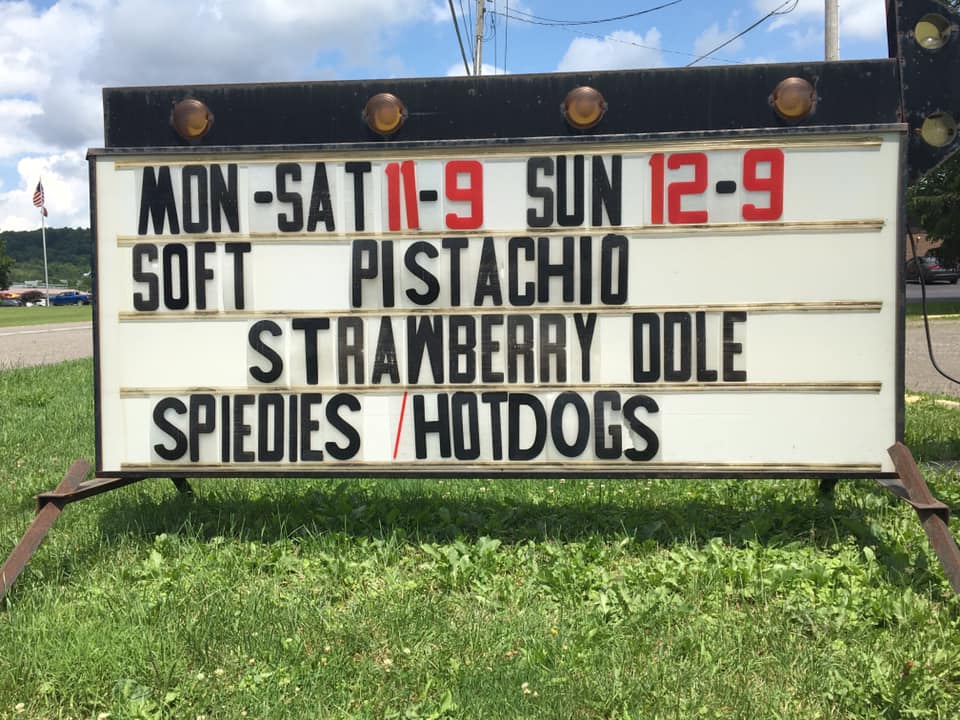 MON-SAT 11-9 SUN 12-9
SOFT PISTACHIO
STRAWBERRY DOLE
SPIEDIES /HOTDOGS